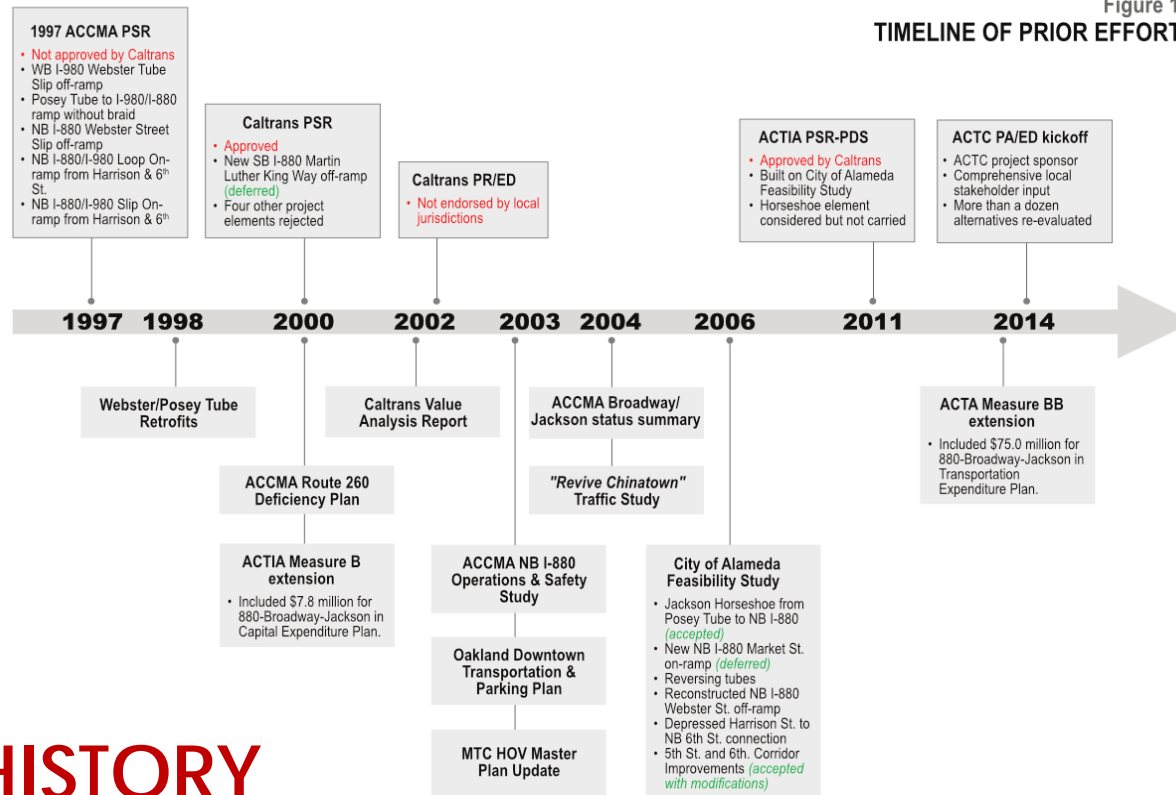 Figure 1
TIMELINE OF PRIOR EFFORT
1997 ACCMA PSR
• Not approved by Caltrans
• WB I-980 Webster Tube
Slip off-ramp
• Posey Tube to I-980/I-880
ramp without braid
• NB I-880 Webster Street
Slip off-ramp
• NB I-880/I-980 Loop On-
ramp from Harrison & 6th
St.
• NB I-880/I-980 Slip On-
ramp from Harrison & 6th
Caltrans PSR
• Approved
• New SB I-880 Martin
Luther King Way off-ramp
(deferred)
• Four other project
elements rejected
Caltrans PR/ED
• Not endorsed by local
jurisdictions
ACTIA PSR-PDS
• Approved by Caltrans
• Built on City of Alameda
Feasibility Study
• Horseshoe element
considered but not carried
ACTC PA/ED kickoff
• ACTC project sponsor
• Comprehensive local
stakeholder input
• More than a dozen
alternatives re-evaluated
1997 1998 2000 2002 2003 2004 2006 2011 2014
Webster/Posey Tube
Retrofits
ACCMA Route 260
Deficiency Plan
ACTIA Measure B
extension
• Included $7.8 million for
880-Broadway-Jackson in
Capital Expenditure Plan.
Caltrans Value
Analysis Report
ACCMA NB I-880
Operations & Safety
Study
Oakland Downtown
Transportation &
Parking Plan
MTC HOV Master
Plan Update
ACCMA Broadway/
Jackson status summary
"Revive Chinatown"
Traffic Study
City of Alameda
Feasibility Study
• Jackson Horseshoe from
Posey Tube to NB I-880
(accepted)
• New NB I-880 Market St.
on-ramp (deferred)
• Reversing tubes
• Reconstructed NB I-880
Webster St. off-ramp
• Depressed Harrison St. to
NB 6th St. connection
• 5th St. and 6th. Corridor
Improvements (accepted
with modifications)
ACTA Measure BB
extension
• Included $75.0 million for
880-Broadway-Jackson in
Transportation
Expenditure Plan.
HISTORY